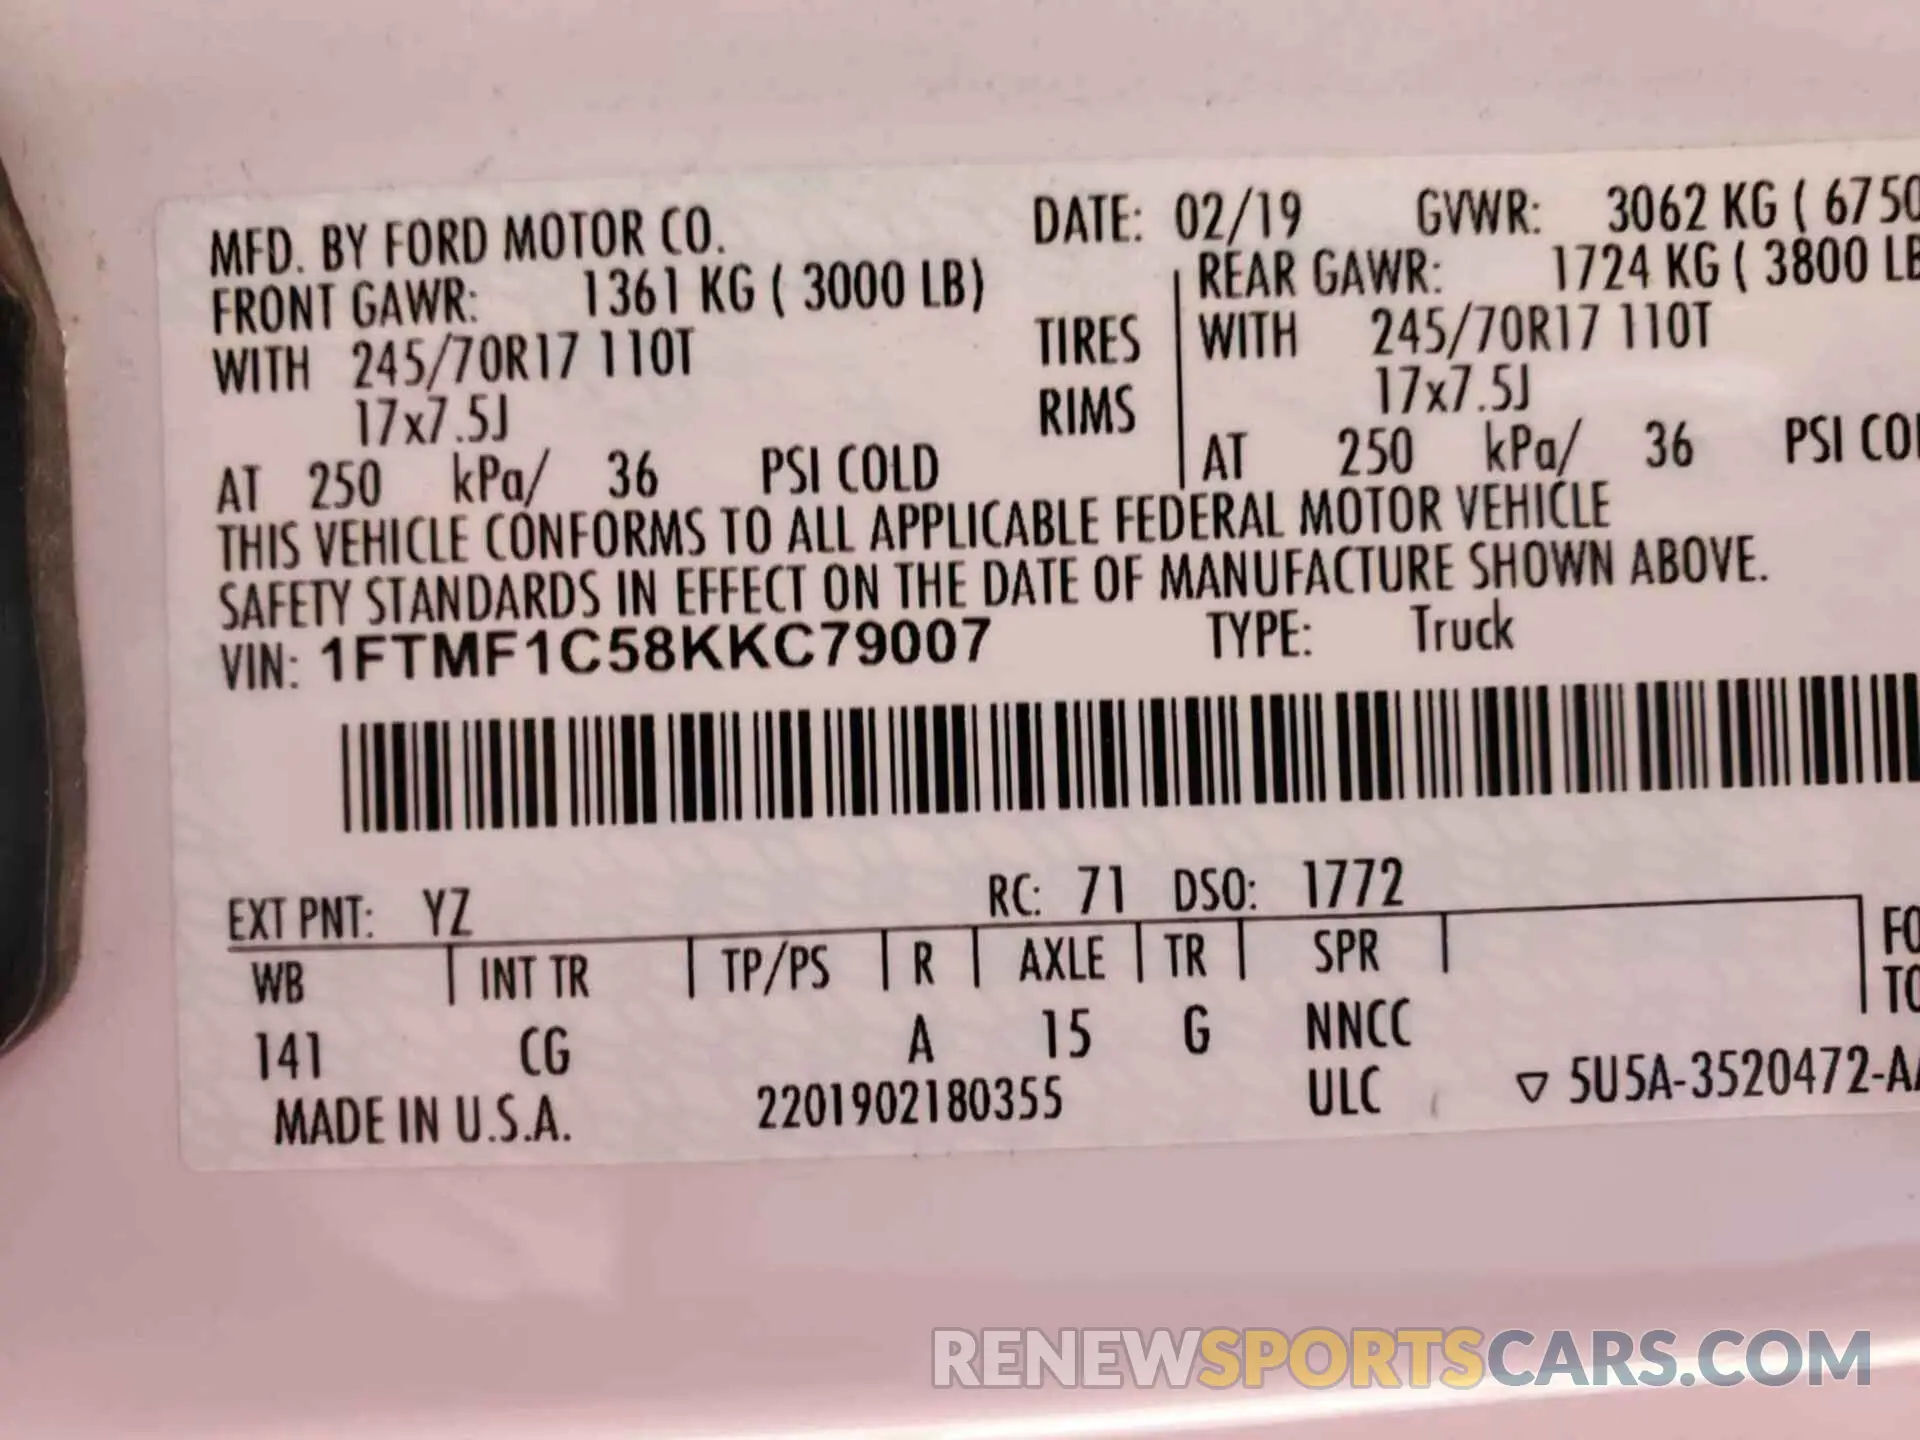 MFD. BY FORD MOTOR CO. DATE: 02/19 GVWR: 3062 KG ( 6750
FRONT GAWR: 1361 KG ( 3000 LB) REAR GAWR: 1724 KG ( 3800 LB
WITH 245/70R17 110T TIRES WITH 245/70R17 110T
17x7.5J RIMS 17x7.5J
AT 250 kPa/ 36 PSI COLD AT 250 kPa/ 36 PSI COL
THIS VEHICLE CONFORMS TO ALL APPLICABLE FEDERAL MOTOR VEHICLE
SAFETY STANDARDS IN EFFECT ON THE DATE OF MANUFACTURE SHOWN ABOVE.
VIN: 1FTMF1C58KKC79007 TYPE: Truck
EXT PNT: YZ RC: 71 DSO: 1772
WB INT TR TP/PS R AXLE TR SPR FO
TO
141 CG A 15 G NNCC
MADE IN U.S.A. 2201902180355 ULC ▽ 5U5A-3520472-AA
RENEWSPORTSCARS.COM